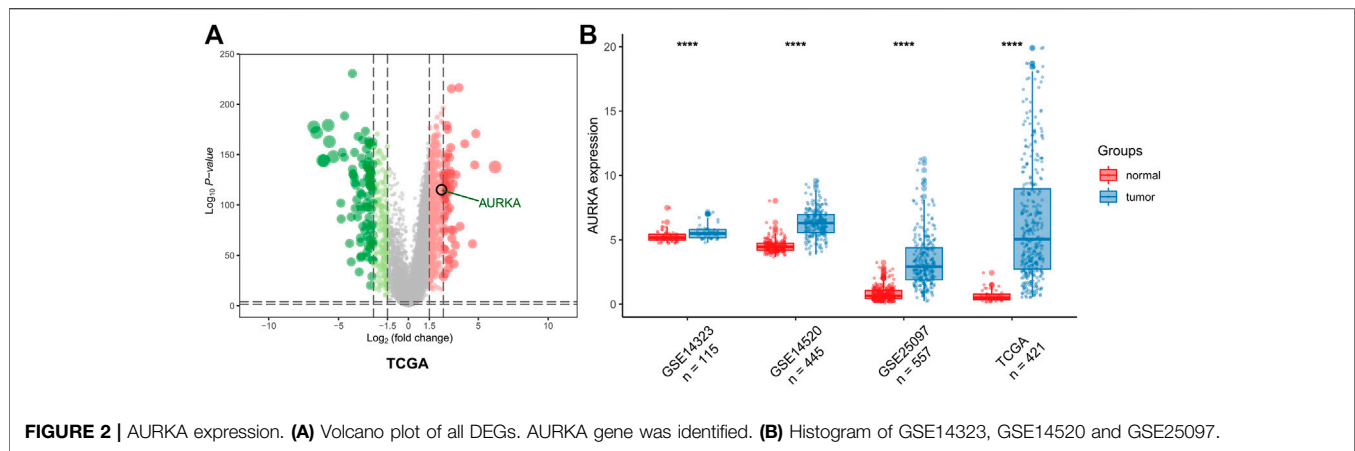 A
250
200
150
100
50
0
Log10 P-value
AURKA
-10
-5
-1.5
0
1.5
5
10
Log2 (fold change)
TCGA
B
20
15
10
5
0
AURKA expression
****
****
****
****
GSE14323
n = 115
GSE14520
n = 445
GSE25097
n = 557
TCGA
n = 421
Groups
normal
tumor
FIGURE 2 | AURKA expression. (A) Volcano plot of all DEGs. AURKA gene was identified. (B) Histogram of GSE14323, GSE14520 and GSE25097.